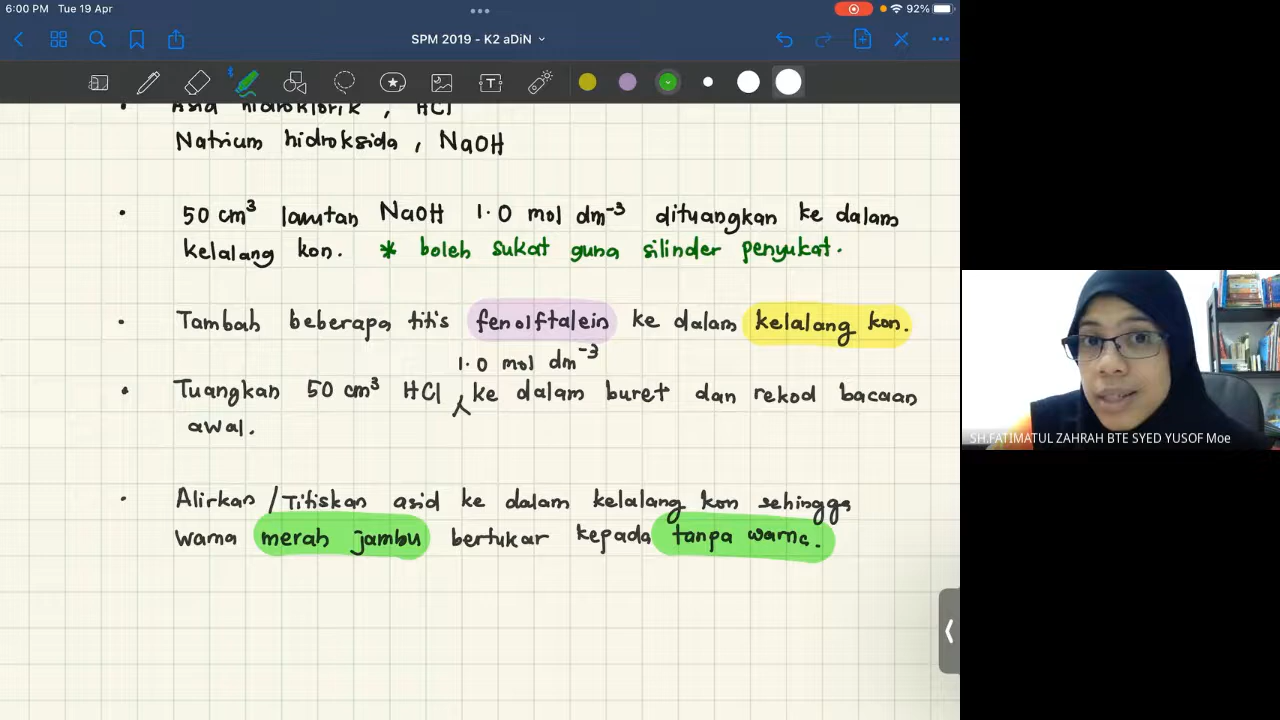 6:00 PM Tue 19 Apr
92%
SPM 2019 - K2 aDiN
Asid hidroklorik, HCl
Natrium hidroksida, NaOH
• 50 cm³ larutan NaOH 1.0 mol dm⁻³ dituangkan ke dalam
kelalang kon. * boleh sukat guna silinder penyukat.
• Tambah beberapa titis fenolftalein ke dalam kelalang kon.
1.0 mol dm⁻³
• Tuangkan 50 cm³ HCl ke dalam buret dan rekod bacaan
awal.
• Alirkan / Titiskan asid ke dalam kelalang kon sehingga
warna merah jambu bertukar kepada tanpa warna.
SH.FATIMATUL ZAHRAH BTE SYED YUSOF Moe